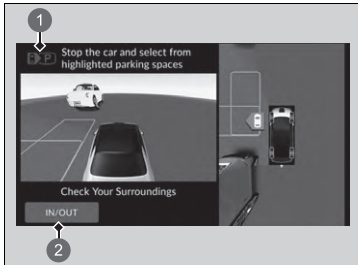 1
P Stop the car and select from
highlighted parking spaces
Check Your Surroundings
IN/OUT
2